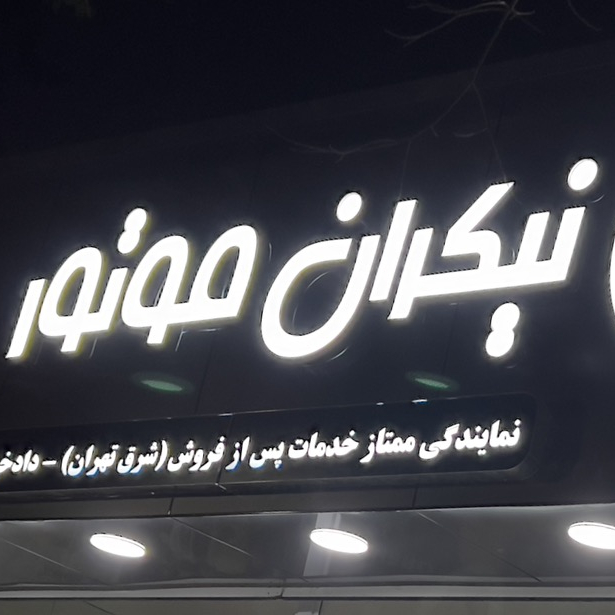 نیکران موتور
نمایندگی ممتاز خدمات پس از فروش (شرق تهران) -